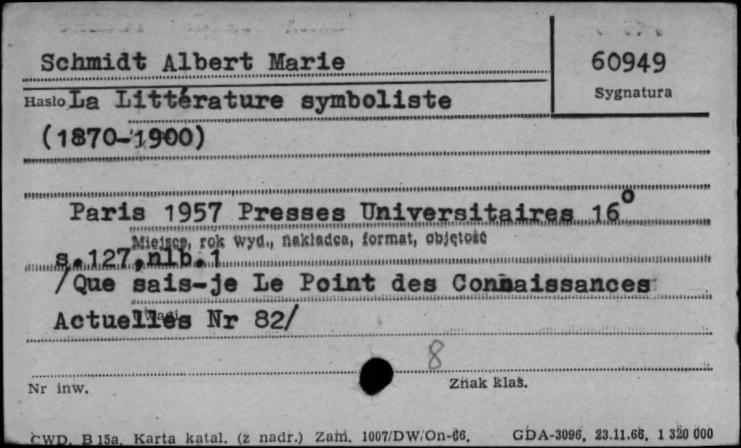 Schmidt Albert Marie
60949
Sygnatura
Hasło La Littérature symboliste
(1870-1900)
Paris 1957 Presses Universitaires 16°
Miejsce, rok wyd., nakładca, format, objętość
s.127,nlb.1
/Que sais-je Le Point des Connaissances
Actuelles Nr 82/
Uwagi
8
Nr inw.
Znak klas.
CWD. B 15a. Karta katal. (z nadr.) Zam. 1007/DW/On-66. GDA-3096, 23.11.66, 1 320 000